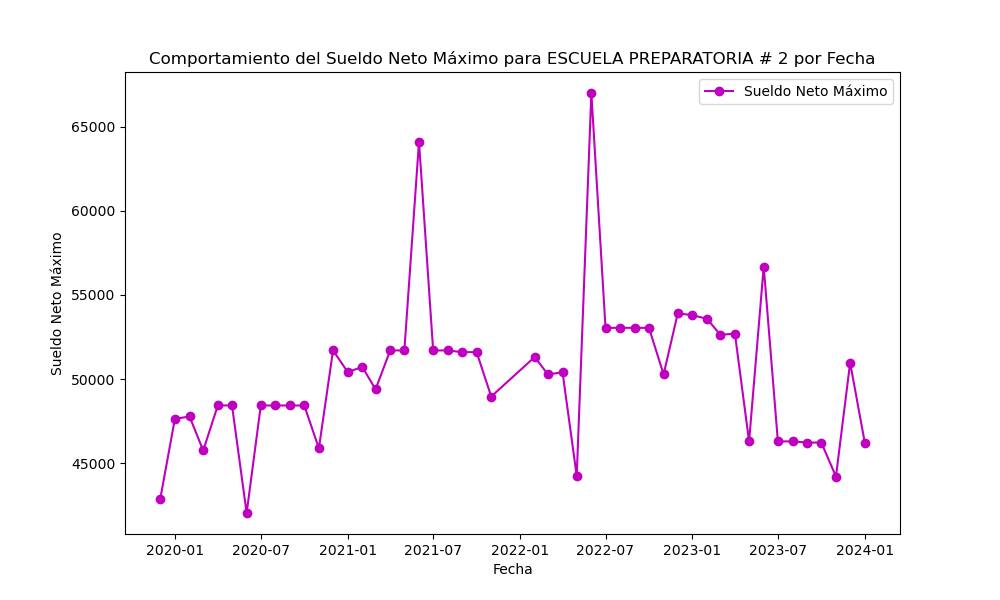 Comportamiento del Sueldo Neto Máximo para ESCUELA PREPARATORIA # 2 por Fecha
Sueldo Neto Máximo
Sueldo Neto Máximo
65000
60000
55000
50000
45000
2020-01 2020-07 2021-01 2021-07 2022-01 2022-07 2023-01 2023-07 2024-01
Fecha